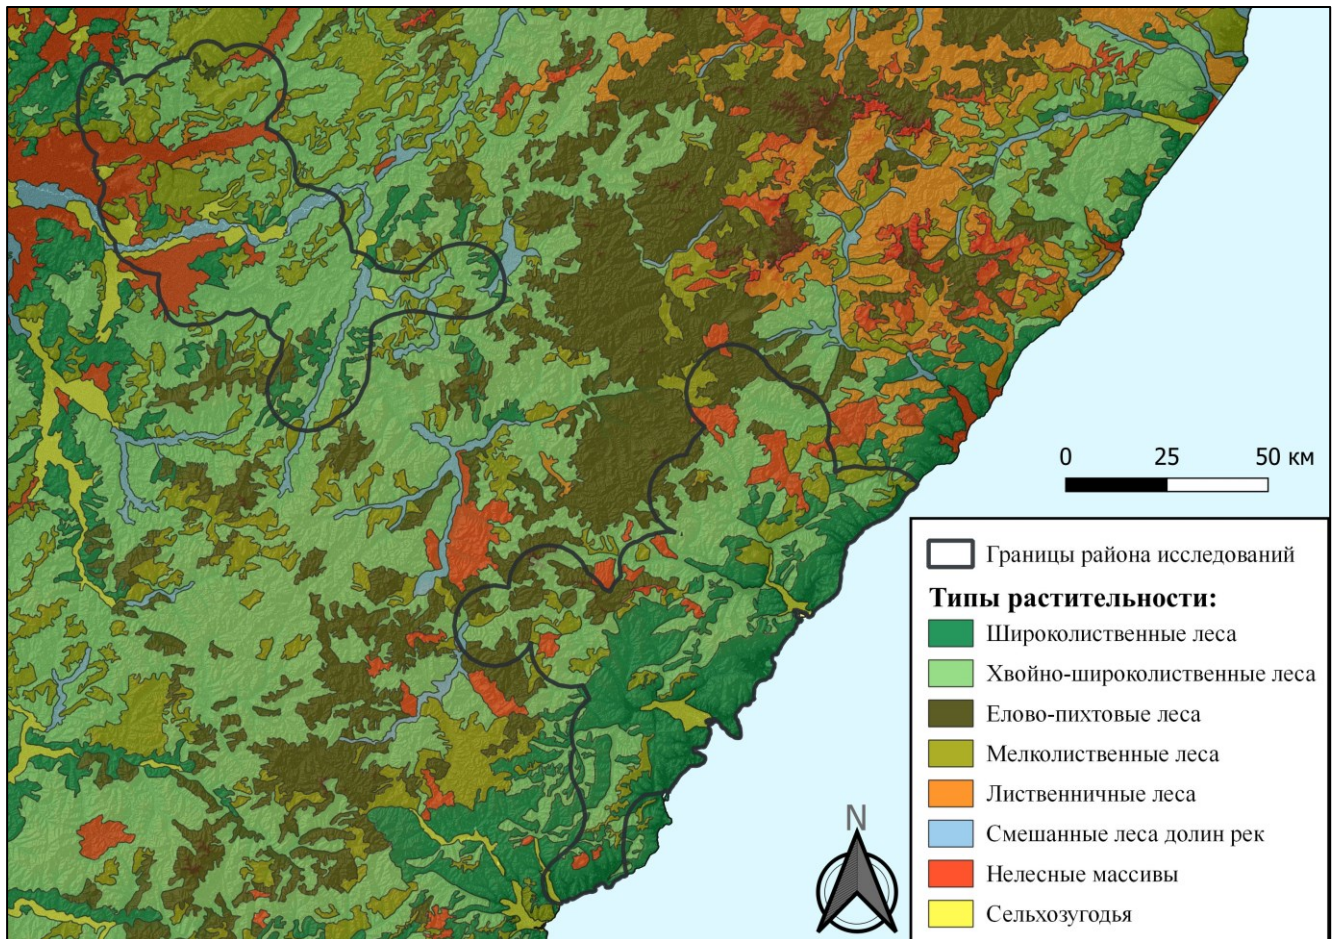 0 25 50 км
Границы района исследований
Типы растительности:
Широколиственные леса
Хвойно-широколиственные леса
Елово-пихтовые леса
Мелколиственные леса
Лиственничные леса
Смешанные леса долин рек
Нелесные массивы
Сельхозугодья
N